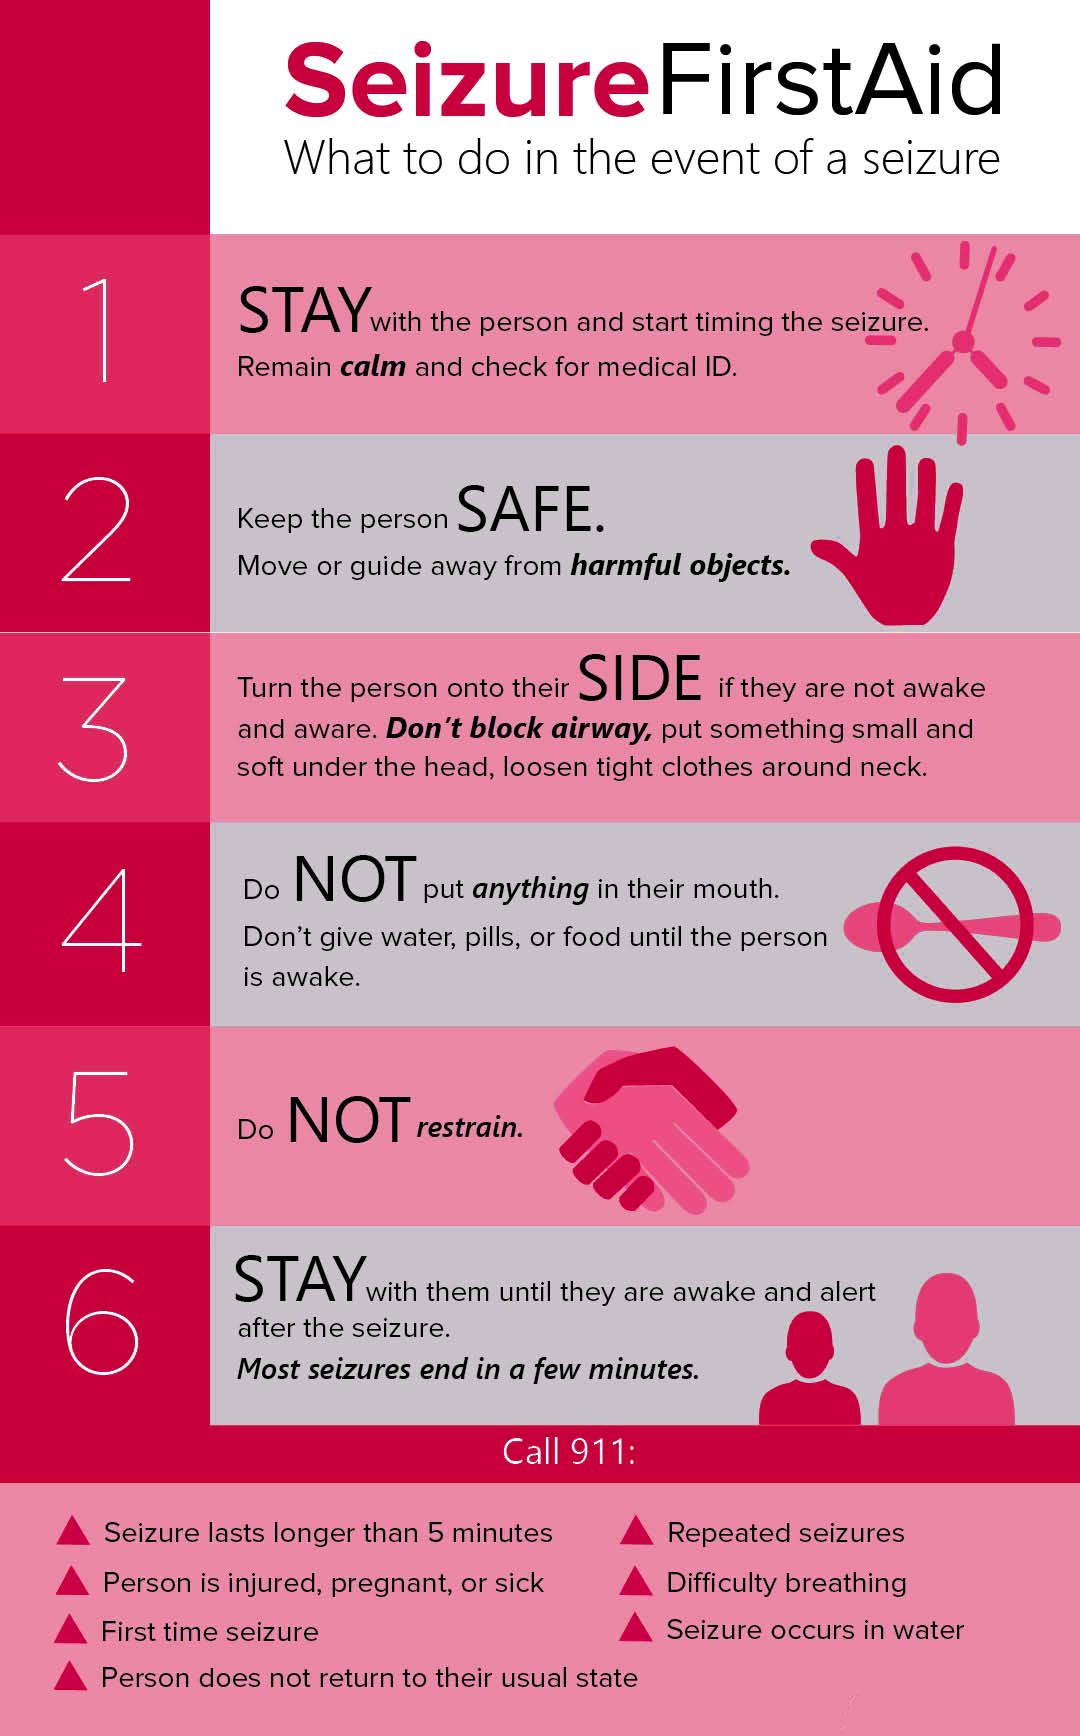 SeizureFirstAid
What to do in the event of a seizure
1
STAY with the person and start timing the seizure.
Remain calm and check for medical ID.
2
Keep the person SAFE.
Move or guide away from harmful objects.
3
Turn the person onto their SIDE if they are not awake
and aware. Don't block airway, put something small and
soft under the head, loosen tight clothes around neck.
4
Do NOT put anything in their mouth.
Don't give water, pills, or food until the person
is awake.
5
Do NOT restrain.
6
STAY with them until they are awake and alert
after the seizure.
Most seizures end in a few minutes.
Call 911:
Seizure lasts longer than 5 minutes
Person is injured, pregnant, or sick
First time seizure
Person does not return to their usual state
Repeated seizures
Difficulty breathing
Seizure occurs in water